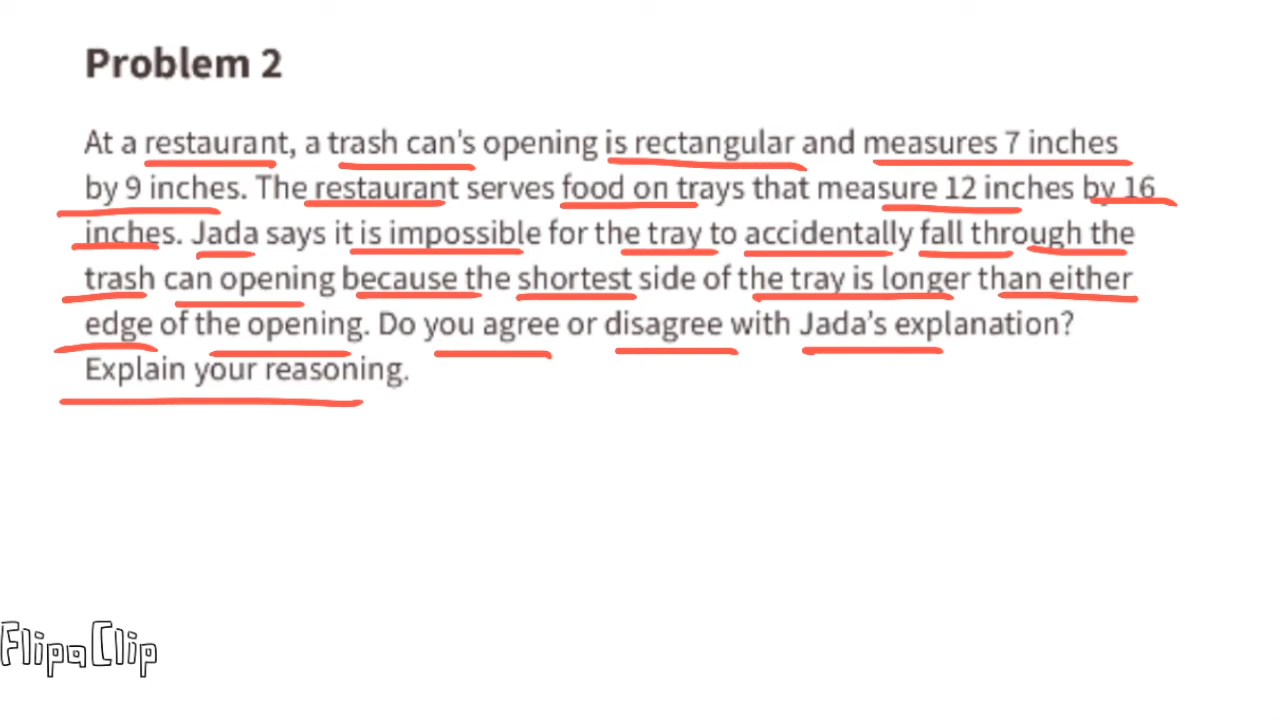 Problem 2
At a restaurant, a trash can's opening is rectangular and measures 7 inches
by 9 inches. The restaurant serves food on trays that measure 12 inches by 16
inches. Jada says it is impossible for the tray to accidentally fall through the
trash can opening because the shortest side of the tray is longer than either
edge of the opening. Do you agree or disagree with Jada's explanation?
Explain your reasoning.
FlipaClip